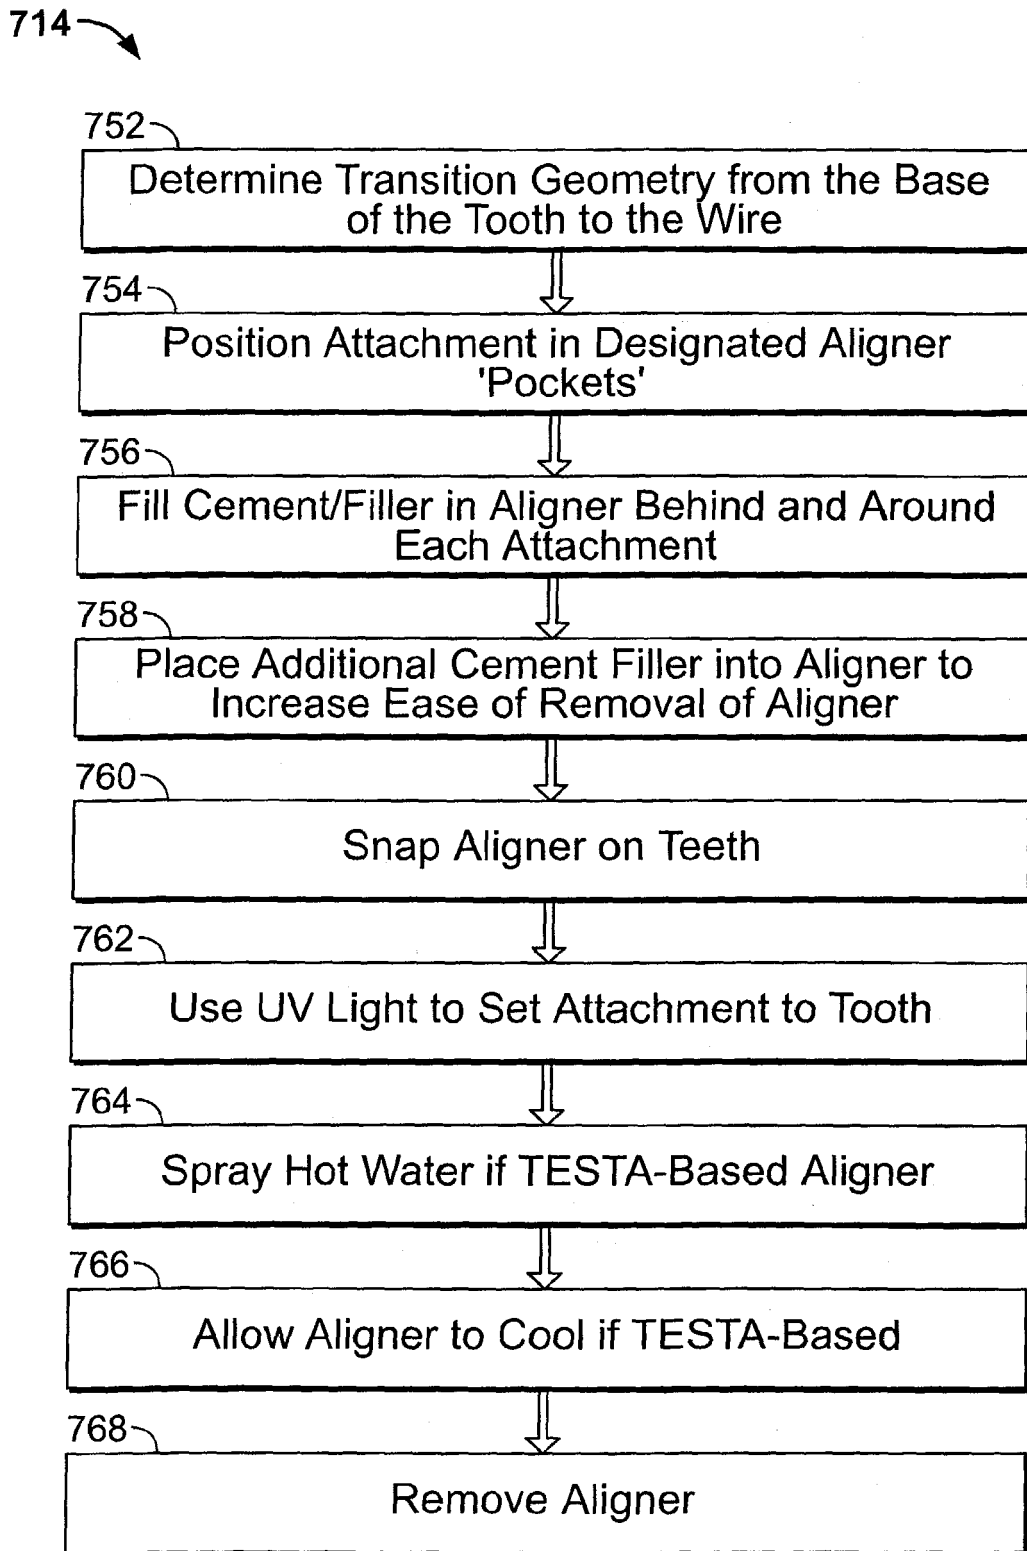 714
752
Determine Transition Geometry from the Base
of the Tooth to the Wire
754
Position Attachment in Designated Aligner
'Pockets'
756
Fill Cement/Filler in Aligner Behind and Around
Each Attachment
758
Place Additional Cement Filler into Aligner to
Increase Ease of Removal of Aligner
760
Snap Aligner on Teeth
762
Use UV Light to Set Attachment to Tooth
764
Spray Hot Water if TESTA-Based Aligner
766
Allow Aligner to Cool if TESTA-Based
768
Remove Aligner